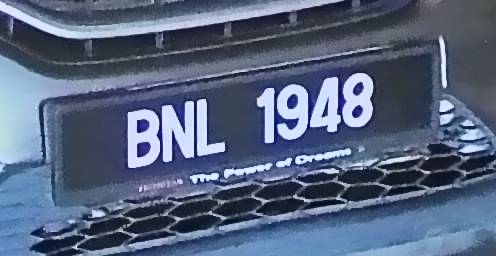 BNL 1948
The Power of Dreams